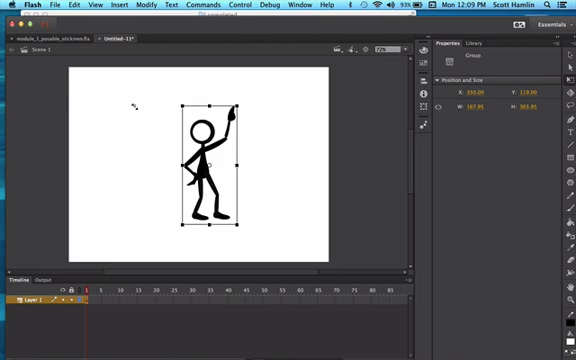 Flash File Edit View Insert Modify Text Commands Control Debug Window Help 93% Mon 12:09 PM Scott Hamlin
completed
Essentials
module_1_posable_stickmen.fla × Untitled-11* Properties Library
Scene 1 72% Group
Position and Size
X: 350.00 Y: 119.00
W: 167.95 H: 365.95
Timeline Output
1 5 10 15 20 25 30 35 40 45 50 55 60 65 70 75 80 85
Layer 1